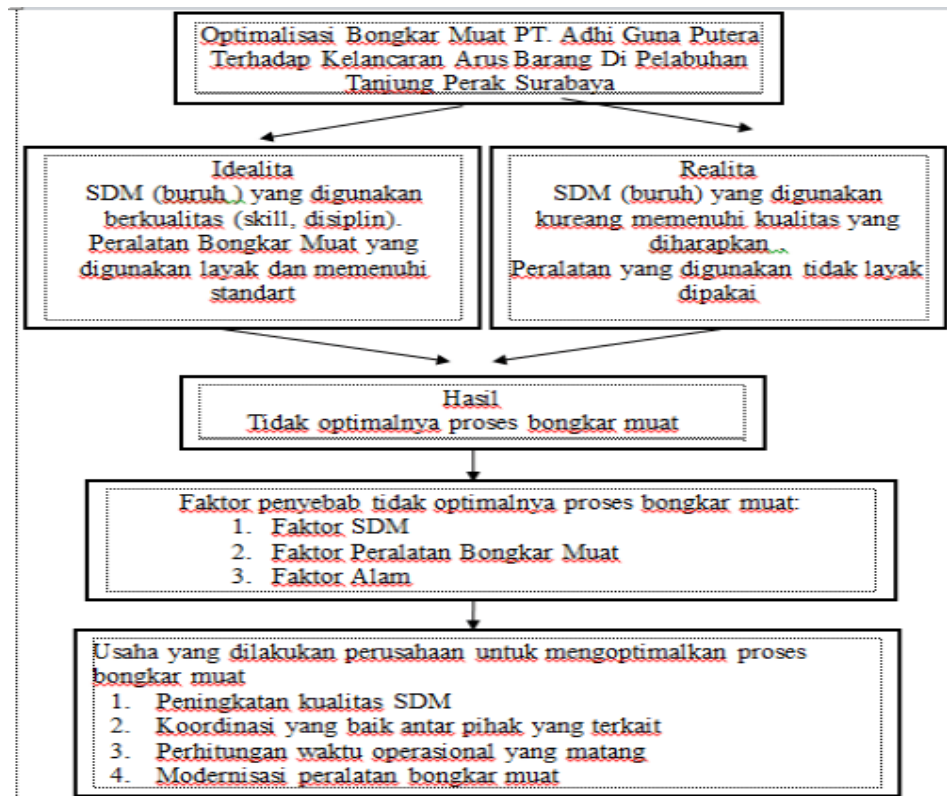 Optimalisasi Bongkar Muat PT. Adhi Guna Putera
Terhadap Kelancaran Arus Barang Di Pelabuhan
Tanjung Perak Surabaya
Idealita
SDM (buruh ) yang digunakan
berkualitas (skill, disiplin).
Peralatan Bongkar Muat yang
digunakan layak dan memenuhi
standart
Realita
SDM (buruh) yang digunakan
kureang memenuhi kualitas yang
diharapkan .
Peralatan yang digunakan tidak layak
dipakai
Hasil
Tidak optimalnya proses bongkar muat
Faktor penyebab tidak optimalnya proses bongkar muat:
1. Faktor SDM
2. Faktor Peralatan Bongkar Muat
3. Faktor Alam
Usaha yang dilakukan perusahaan untuk mengoptimalkan proses
bongkar muat
1. Peningkatan kualitas SDM
2. Koordinasi yang baik antar pihak yang terkait
3. Perhitungan waktu operasional yang matang
4. Modernisasi peralatan bongkar muat